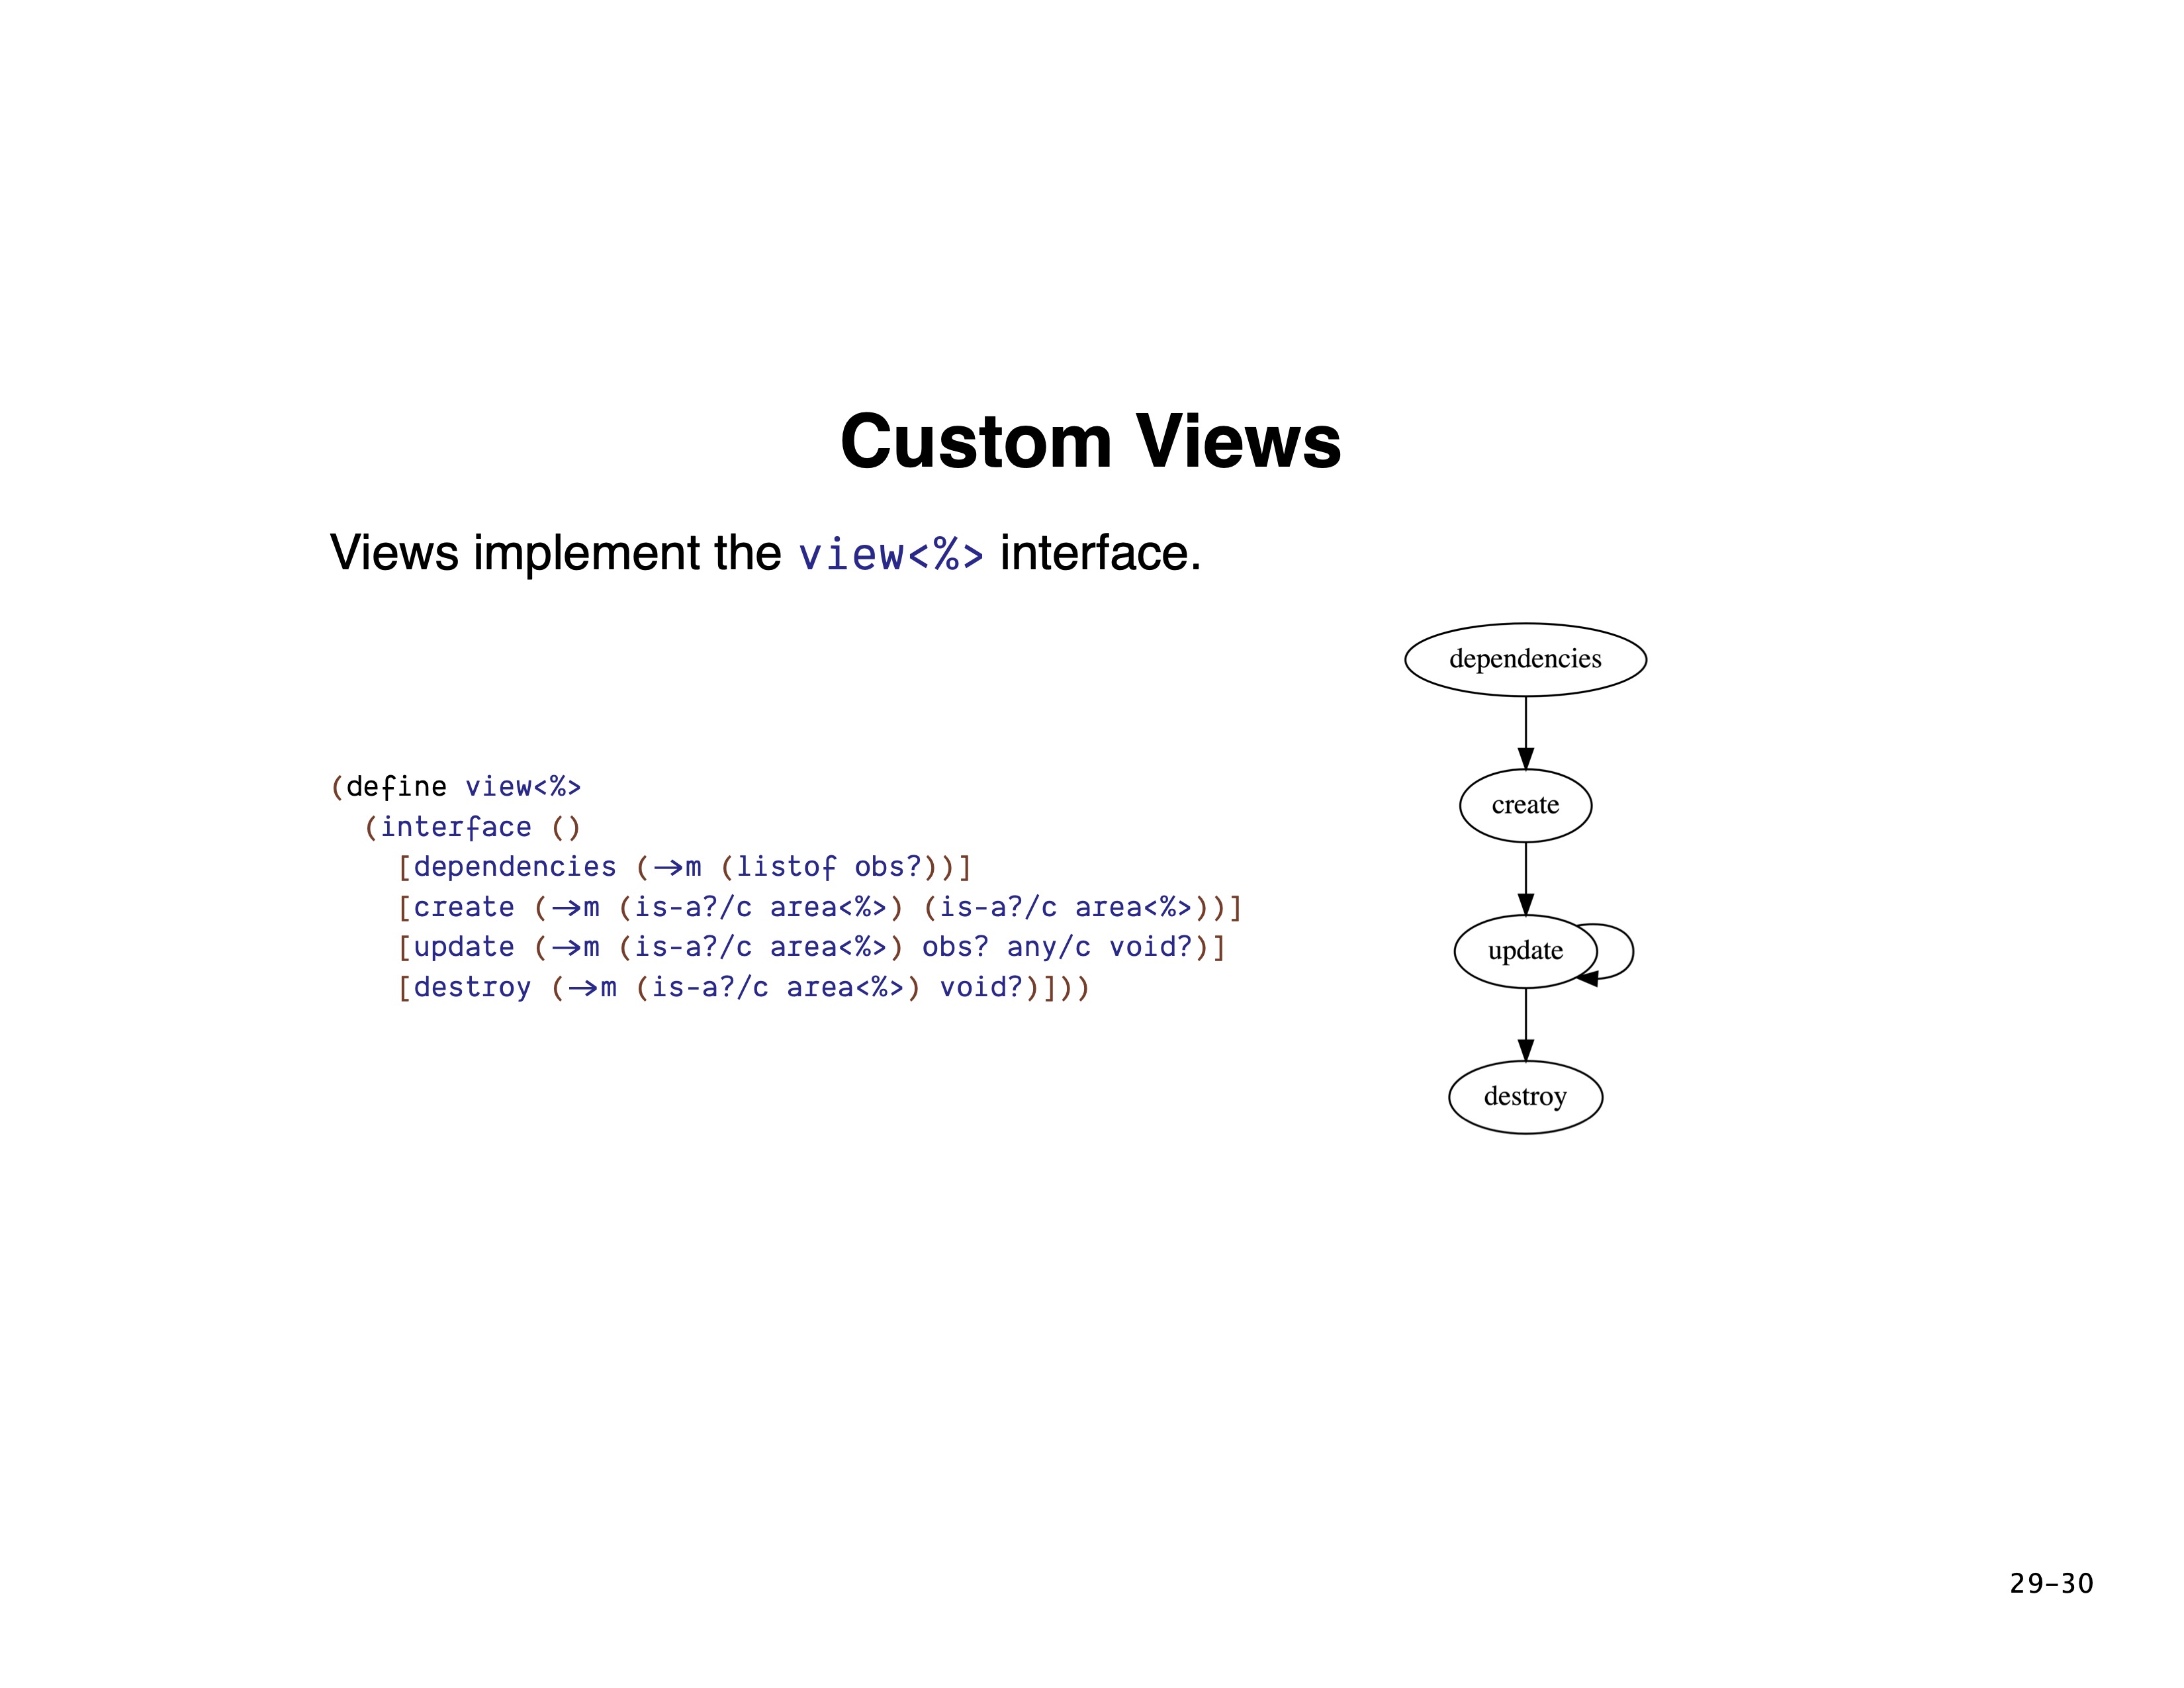 Custom Views
Views implement the view<%> interface.
(define view<%>
  (interface ()
    [dependencies (→m (listof obs?))]
    [create (→m (is-a?/c area<%>) (is-a?/c area<%>))]
    [update (→m (is-a?/c area<%>) obs? any/c void?)]
    [destroy (→m (is-a?/c area<%>) void?)]))
dependencies
create
update
destroy
29-30